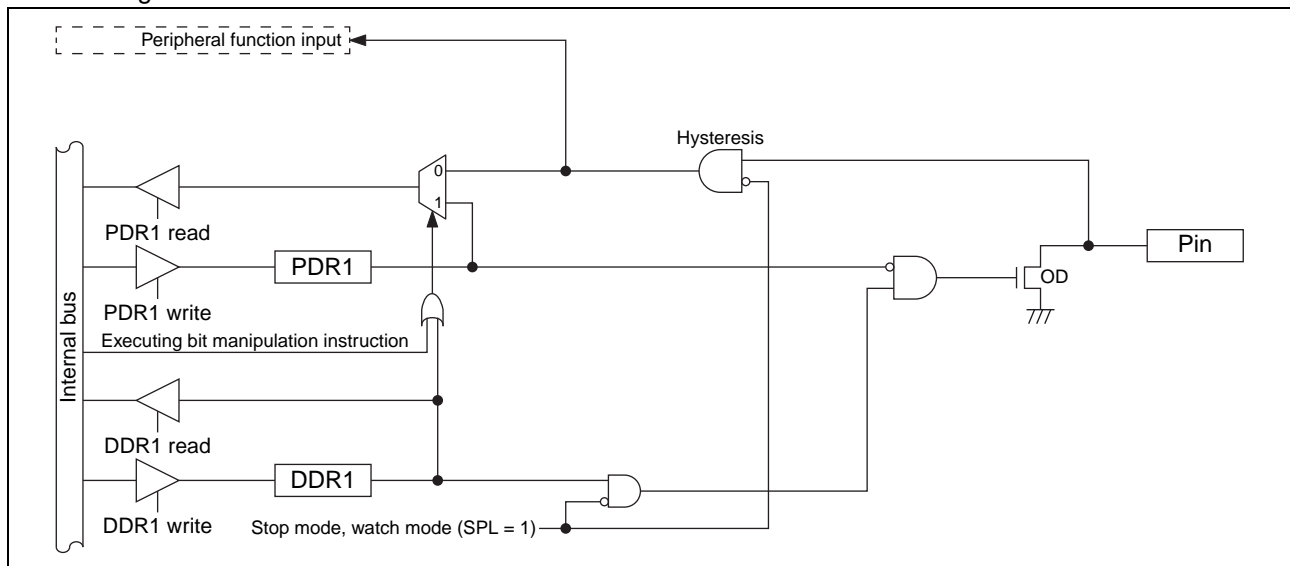 Peripheral function input
Hysteresis
0
1
PDR1 read
Pin
PDR1
OD
PDR1 write
Executing bit manipulation instruction
Internal bus
DDR1 read
DDR1
DDR1 write
Stop mode, watch mode (SPL = 1)